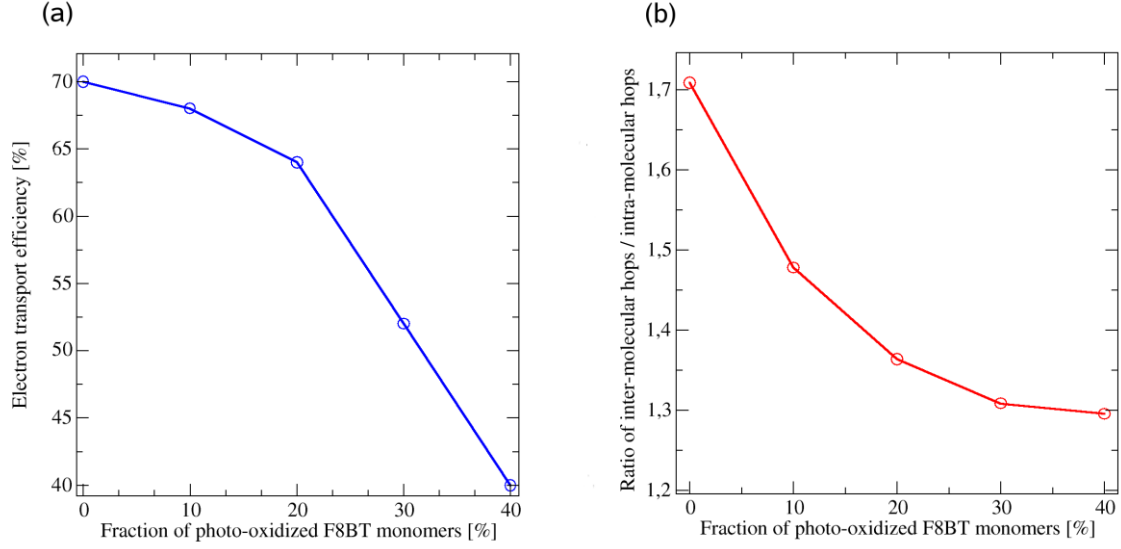 (a)
Electron transport efficiency [%]
70
65
60
55
50
45
40
0 10 20 30 40
Fraction of photo-oxidized F8BT monomers [%]
(b)
Ratio of inter-molecular hops / intra-molecular hops
1,7
1,6
1,5
1,4
1,3
1,2
0 10 20 30 40
Fraction of photo-oxidized F8BT monomers [%]